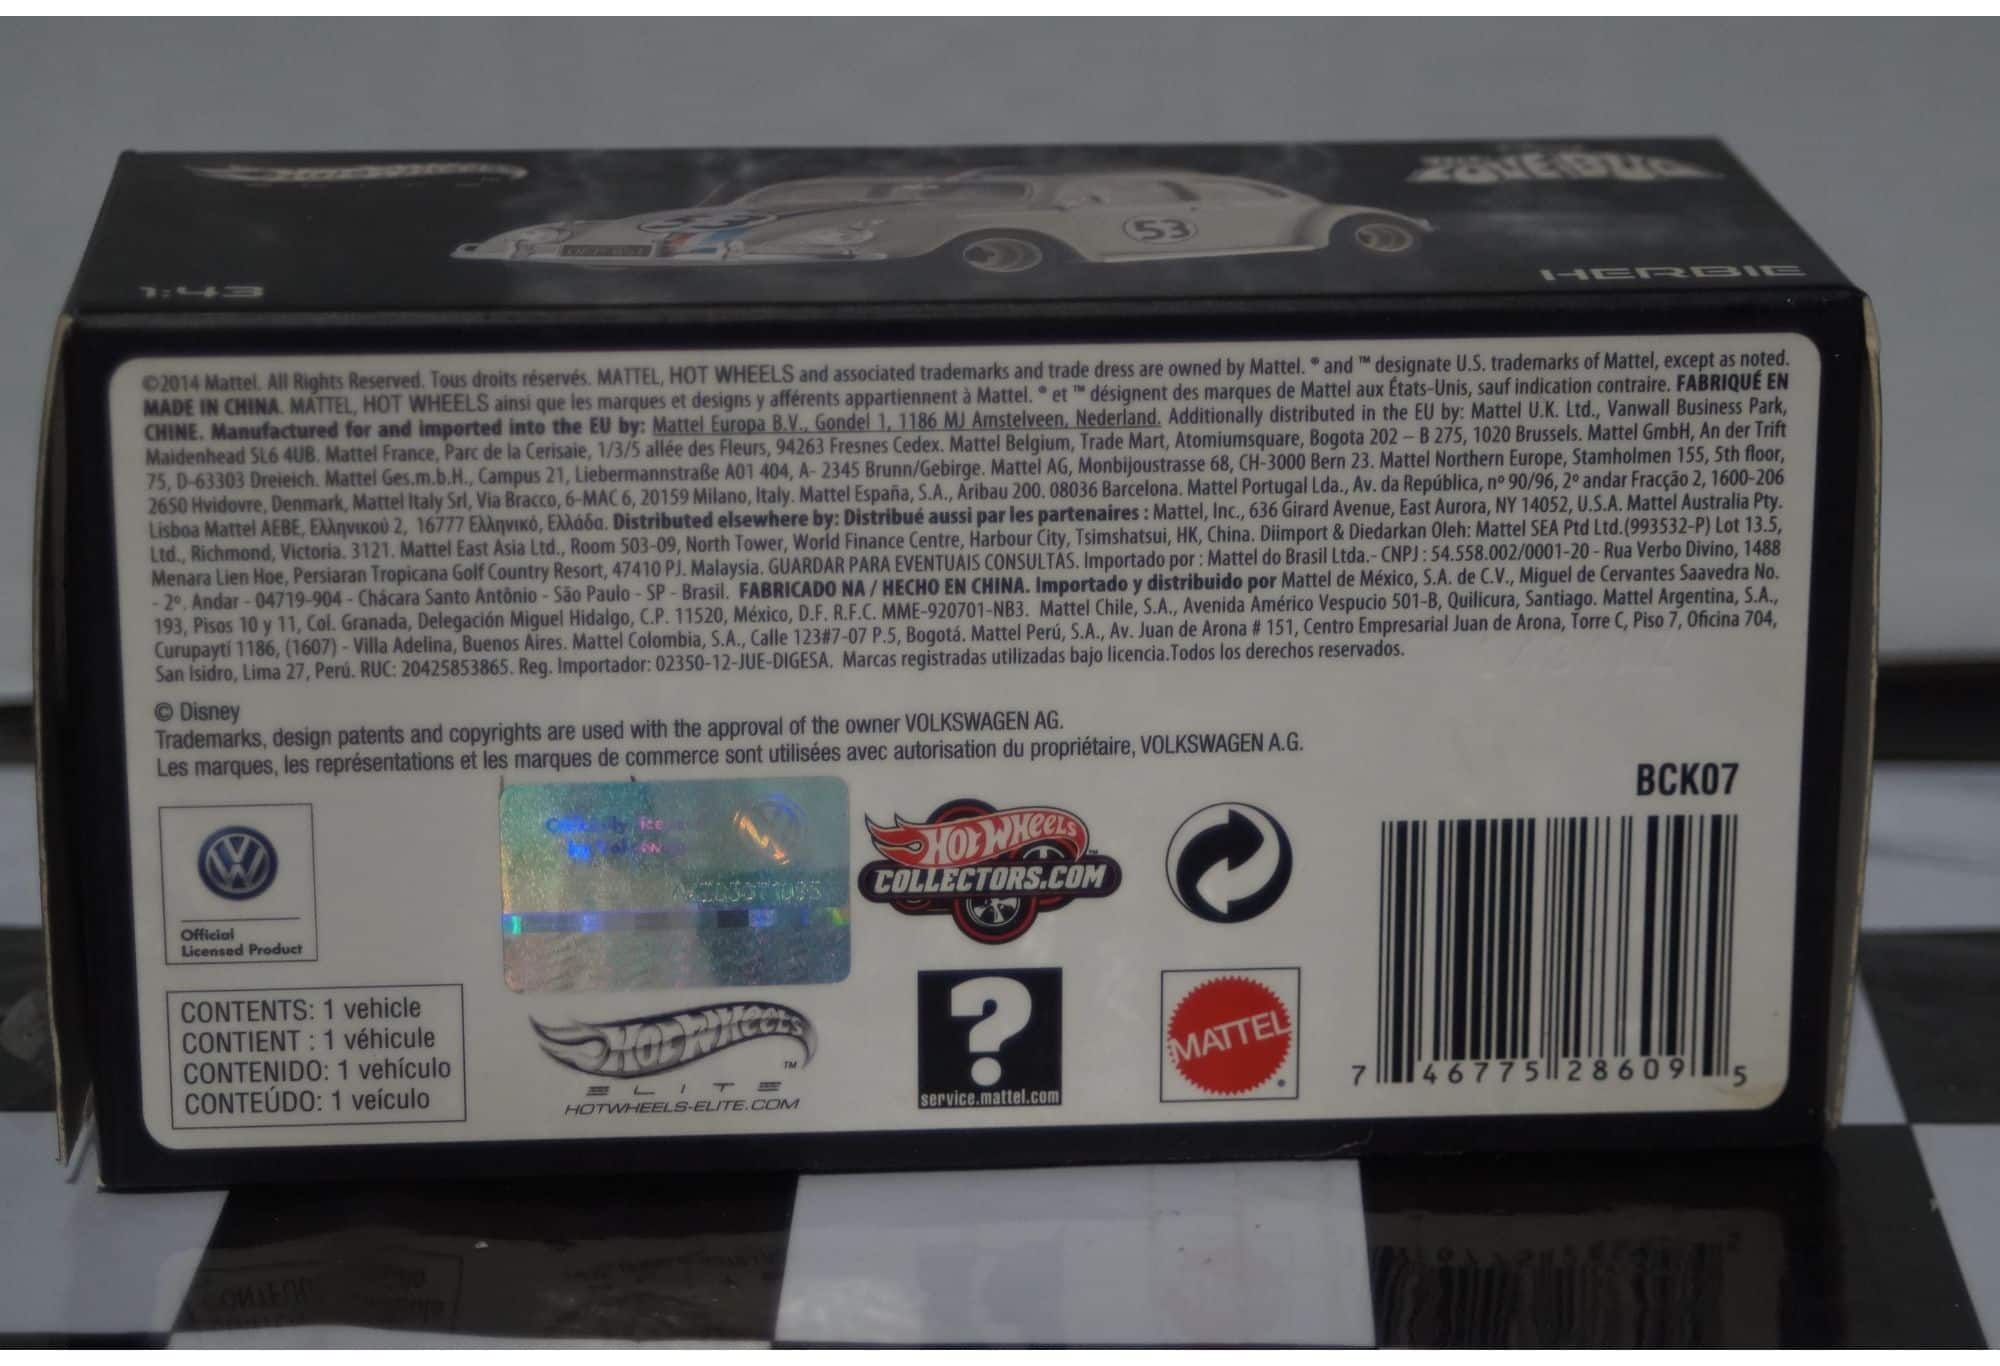 Hot Wheels
THE LOVE BUG
53
53
OFP 857
1:43
HERBIE
©2014 Mattel. All Rights Reserved. Tous droits réservés. MATTEL, HOT WHEELS and associated trademarks and trade dress are owned by Mattel. ® and ™ designate U.S. trademarks of Mattel, except as noted.
MADE IN CHINA. MATTEL, HOT WHEELS ainsi que les marques et designs y afférents appartiennent à Mattel. ® et ™ désignent des marques de Mattel aux États-Unis, sauf indication contraire. FABRIQUÉ EN
CHINE. Manufactured for and imported into the EU by: Mattel Europa B.V., Gondel 1, 1186 MJ Amstelveen, Nederland. Additionally distributed in the EU by: Mattel U.K. Ltd., Vanwall Business Park,
Maidenhead SL6 4UB. Mattel France, Parc de la Cerisaie, 1/3/5 allée des Fleurs, 94263 Fresnes Cedex. Mattel Belgium, Trade Mart, Atomiumsquare, Bogota 202 – B 275, 1020 Brussels. Mattel GmbH, An der Trift
75, D-63303 Dreieich. Mattel Ges.m.b.H., Campus 21, Liebermannstraße A01 404, A- 2345 Brunn/Gebirge. Mattel AG, Monbijoustrasse 68, CH-3000 Bern 23. Mattel Northern Europe, Stamholmen 155, 5th floor,
2650 Hvidovre, Denmark, Mattel Italy Srl, Via Bracco, 6-MAC 6, 20159 Milano, Italy. Mattel España, S.A., Aribau 200. 08036 Barcelona. Mattel Portugal Lda., Av. da República, nº 90/96, 2º andar Fracção 2, 1600-206
Lisboa Mattel AEBE, Ελληνικού 2, 16777 Ελληνικό, Ελλάδα. Distributed elsewhere by: Distribué aussi par les partenaires : Mattel, Inc., 636 Girard Avenue, East Aurora, NY 14052, U.S.A. Mattel Australia Pty.
Ltd., Richmond, Victoria. 3121. Mattel East Asia Ltd., Room 503-09, North Tower, World Finance Centre, Harbour City, Tsimshatsui, HK, China. Diimport & Diedarkan Oleh: Mattel SEA Ptd Ltd.(993532-P) Lot 13.5,
Menara Lien Hoe, Persiaran Tropicana Golf Country Resort, 47410 PJ. Malaysia. GUARDAR PARA EVENTUAIS CONSULTAS. Importado por : Mattel do Brasil Ltda.- CNPJ : 54.558.002/0001-20 - Rua Verbo Divino, 1488
- 2º. Andar - 04719-904 - Chácara Santo Antônio - São Paulo - SP - Brasil. FABRICADO NA / HECHO EN CHINA. Importado y distribuido por Mattel de México, S.A. de C.V., Miguel de Cervantes Saavedra No.
193, Pisos 10 y 11, Col. Granada, Delegación Miguel Hidalgo, C.P. 11520, México, D.F. R.F.C. MME-920701-NB3. Mattel Chile, S.A., Avenida Américo Vespucio 501-B, Quilicura, Santiago. Mattel Argentina, S.A.,
Curupaytí 1186, (1607) - Villa Adelina, Buenos Aires. Mattel Colombia, S.A., Calle 123#7-07 P.5, Bogotá. Mattel Perú, S.A., Av. Juan de Arona # 151, Centro Empresarial Juan de Arona, Torre C, Piso 7, Oficina 704,
San Isidro, Lima 27, Perú. RUC: 20425853865. Reg. Importador: 02350-12-JUE-DIGESA. Marcas registradas utilizadas bajo licencia.Todos los derechos reservados.
© Disney
Trademarks, design patents and copyrights are used with the approval of the owner VOLKSWAGEN AG.
Les marques, les représentations et les marques de commerce sont utilisées avec autorisation du propriétaire, VOLKSWAGEN A.G.
BCK07
Official
Licensed Product
HOT WHEELS
COLLECTORS.COM™
CONTENTS: 1 vehicle
CONTIENT : 1 véhicule
CONTENIDO: 1 vehículo
CONTEÚDO: 1 veículo
HOT WHEELS™
ELITE
HOTWHEELS-ELITE.COM
?
service.mattel.com
MATTEL®
7 46775 28609 5